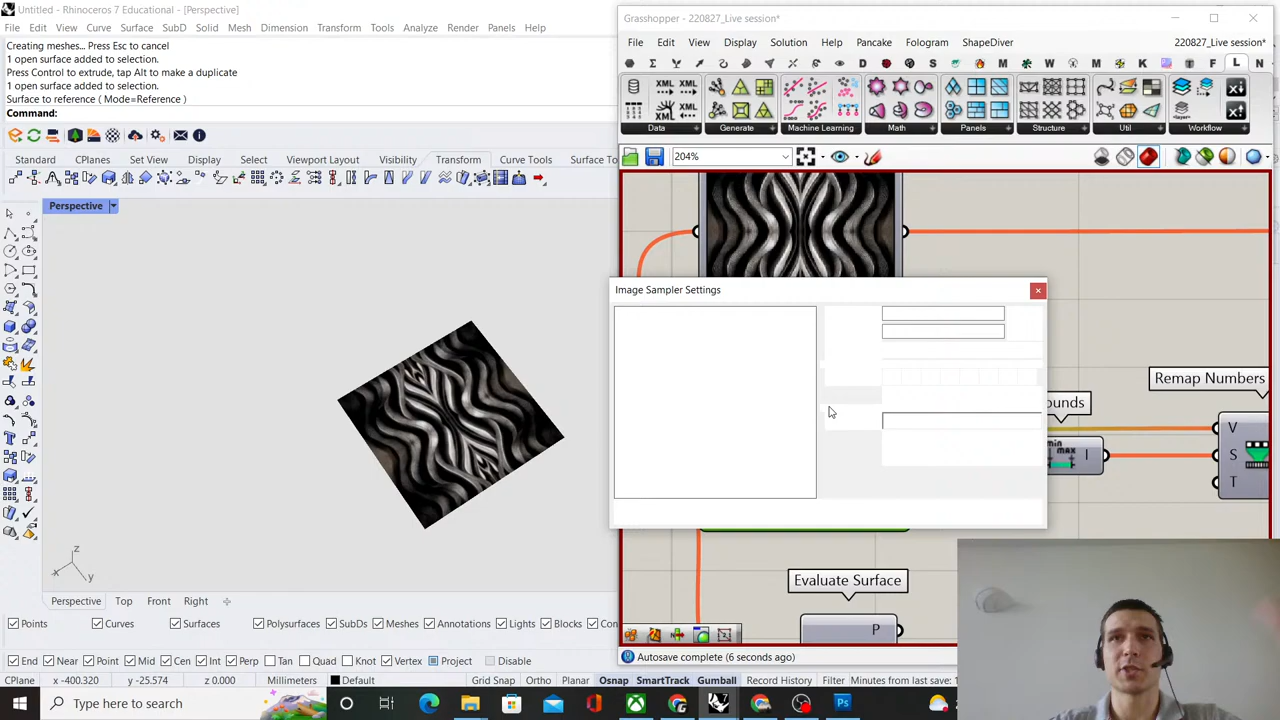 Untitled - Rhinoceros 7 Educational - [Perspective]
File Edit View Curve Surface SubD Solid Mesh Dimension Transform Tools Analyze Render Panels Help
Creating meshes... Press Esc to cancel
1 open surface added to selection.
Press Control to extrude, tap Alt to make a duplicate
1 open surface added to selection.
Surface to reference ( Mode=Reference )
Command:
Standard CPlanes Set View Display Select Viewport Layout Visibility Transform Curve Tools Surface To
Perspective
z
x
y
Perspective Top Front Right
Points Curves Surfaces Polysurfaces SubDs Meshes Annotations Lights Blocks Con
End Near Point Mid Cen Int Perp Tan Quad Knot Vertex Project Disable
CPlane x -400.320 y -25.574 z 0.000 Millimeters Default Grid Snap Ortho Planar Osnap SmartTrack Gumball Record History Filter Minutes from last
Type here to search
Grasshopper - 220827_Live session*
File Edit View Display Solution Help Pancake Fologram ShapeDiver 220827_Live session*
Data Generate Machine Learning Math Panels Structure Util Workflow
204%
Image Sampler Settings
Remap Numbers
ounds
min max I
V
S
T
Evaluate Surface
P
Autosave complete (6 seconds ago)